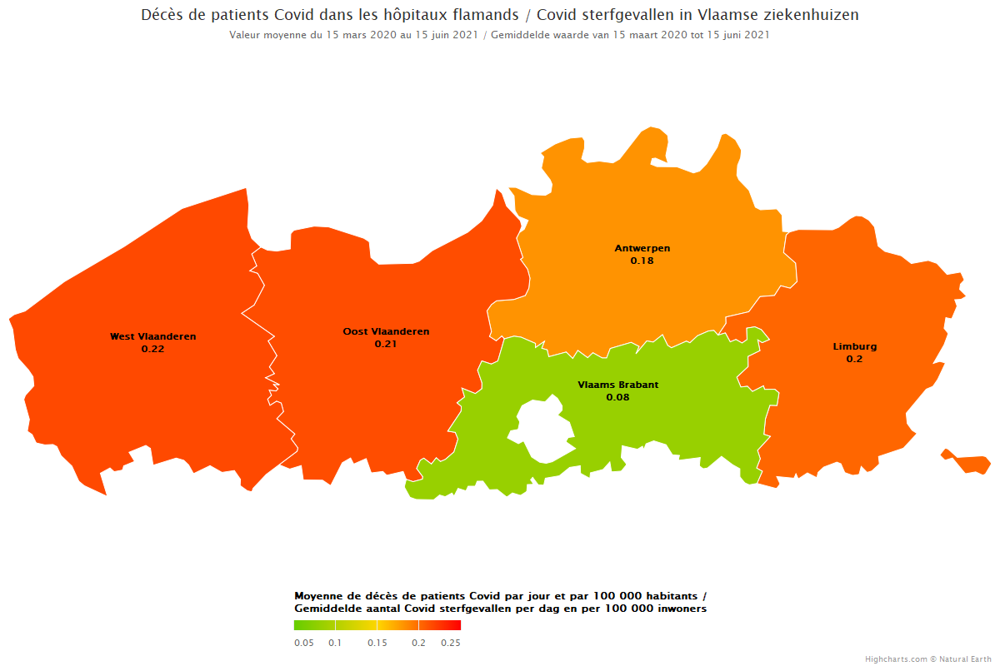 Décès de patients Covid dans les hôpitaux flamands / Covid sterfgevallen in Vlaamse ziekenhuizen
Valeur moyenne du 15 mars 2020 au 15 juin 2021 / Gemiddelde waarde van 15 maart 2020 tot 15 juni 2021
Antwerpen
0.18
West Vlaanderen
0.22
Oost Vlaanderen
0.21
Limburg
0.2
Vlaams Brabant
0.08
Moyenne de décès de patients Covid par jour et par 100 000 habitants /
Gemiddelde aantal Covid sterfgevallen per dag en per 100 000 inwoners
0.05 0.1 0.15 0.2 0.25
Highcharts.com © Natural Earth